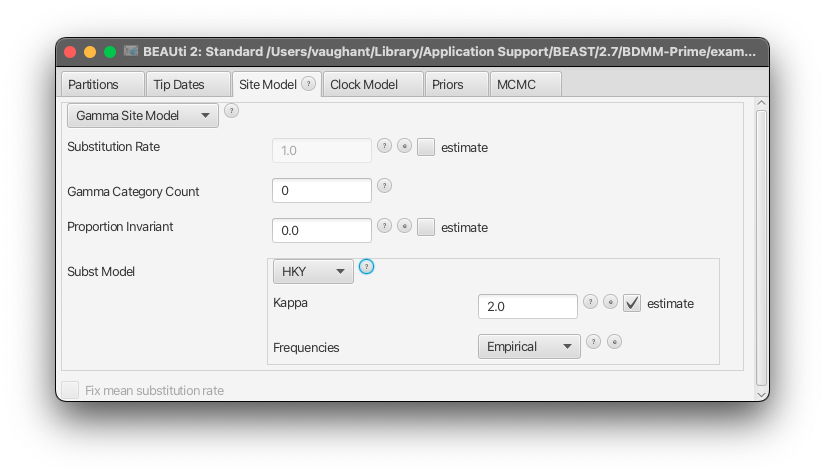 BEAUti 2: Standard /Users/vaughant/Library/Application Support/BEAST/2.7/BDMM-Prime/exam...
Partitions Tip Dates Site Model ? Clock Model Priors MCMC
Gamma Site Model ?
Substitution Rate 1.0 ? estimate
Gamma Category Count 0 ?
Proportion Invariant 0.0 ? estimate
Subst Model HKY ?
Kappa 2.0 ? estimate
Frequencies Empirical ?
Fix mean substitution rate